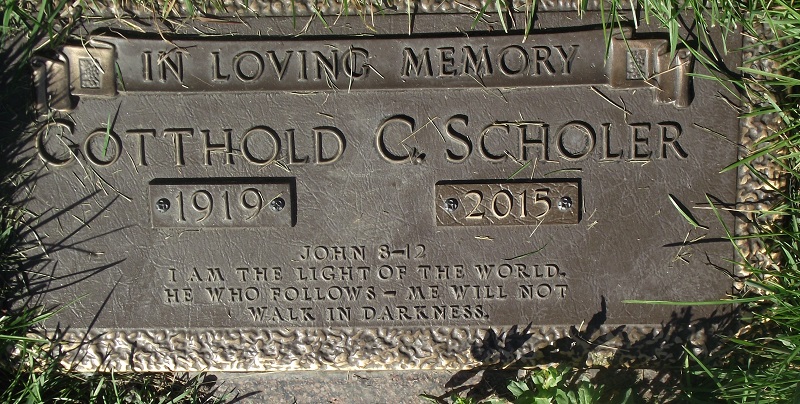 IN LOVING MEMORY
GOTTHOLD C. SCHOLER
1919 2015
JOHN 8-12
I AM THE LIGHT OF THE WORLD.
HE WHO FOLLOWS - ME WILL NOT
WALK IN DARKNESS.